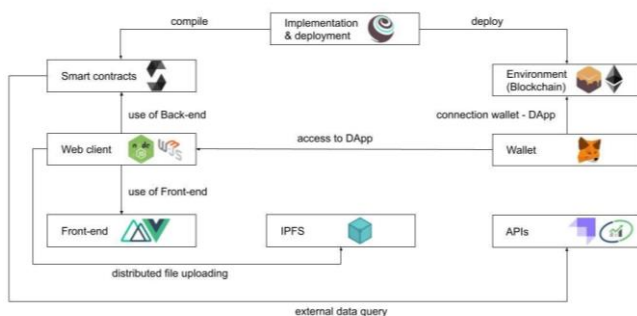 compile
Implementation
& deployment
deploy
Smart contracts
Environment
(Blockchain)
use of Back-end
connection wallet - DApp
Web client
access to DApp
Wallet
use of Front-end
Front-end
IPFS
APIs
distributed file uploading
external data query